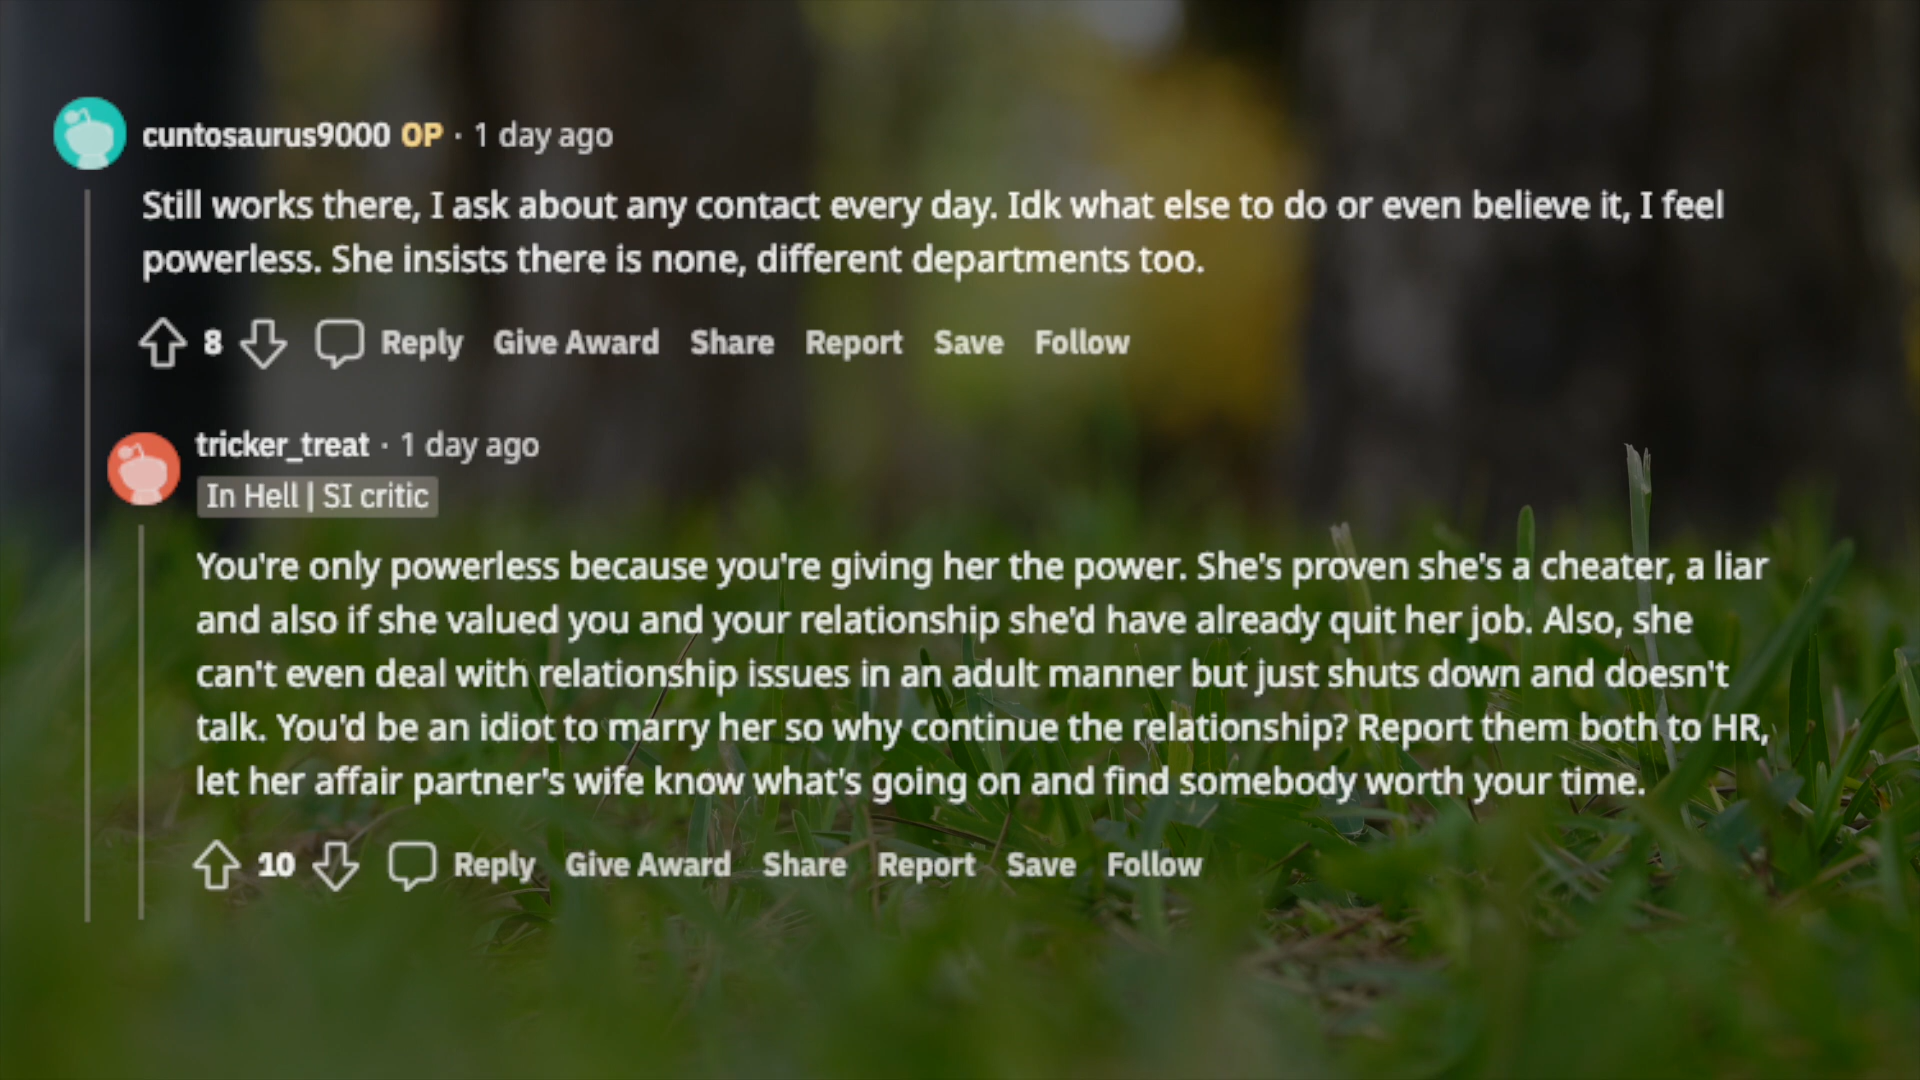 cuntosaurus9000 OP · 1 day ago
Still works there, I ask about any contact every day. Idk what else to do or even believe it, I feel
powerless. She insists there is none, different departments too.
8 Reply Give Award Share Report Save Follow
tricker_treat · 1 day ago
In Hell | SI critic
You're only powerless because you're giving her the power. She's proven she's a cheater, a liar
and also if she valued you and your relationship she'd have already quit her job. Also, she
can't even deal with relationship issues in an adult manner but just shuts down and doesn't
talk. You'd be an idiot to marry her so why continue the relationship? Report them both to HR,
let her affair partner's wife know what's going on and find somebody worth your time.
10 Reply Give Award Share Report Save Follow